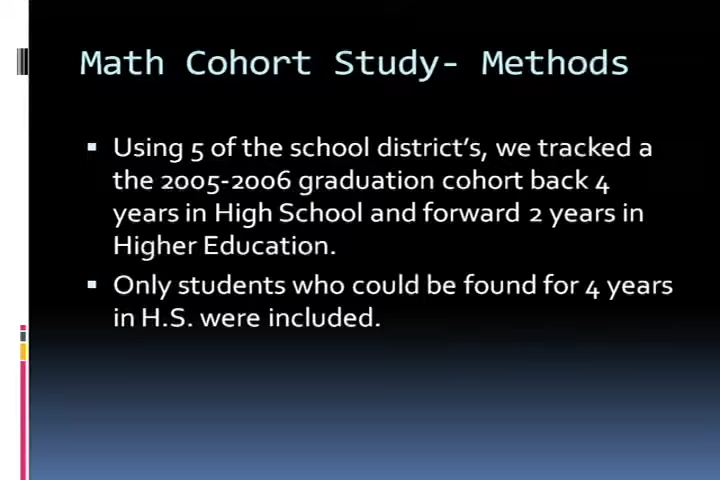 Math Cohort Study- Methods
Using 5 of the school district's, we tracked a
the 2005-2006 graduation cohort back 4
years in High School and forward 2 years in
Higher Education.
Only students who could be found for 4 years
in H.S. were included.